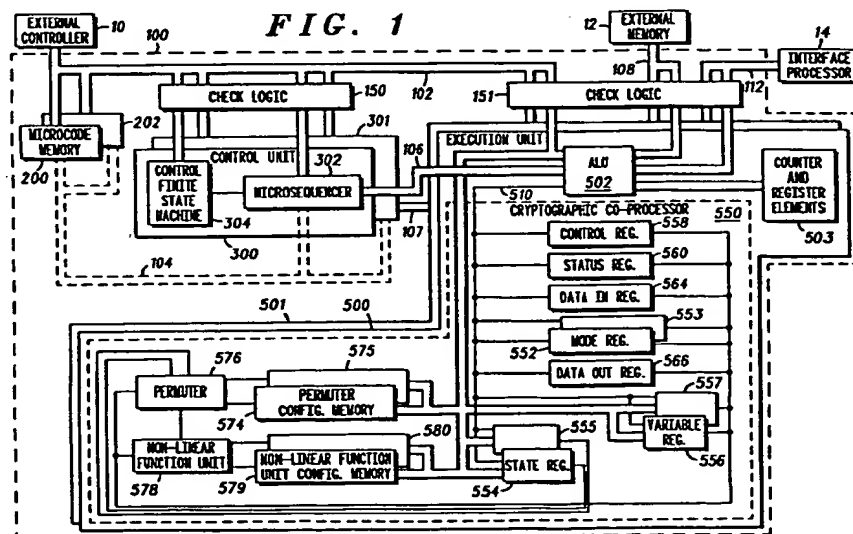 FIG. 1
EXTERNAL
CONTROLLER
10
100
EXTERNAL
MEMORY
12
108
14
INTERFACE
PROCESSOR
112
CHECK LOGIC
150
102
CHECK LOGIC
151
202
MICROCODE
MEMORY
200
301
CONTROL UNIT
302
CONTROL
FINITE
STATE
MACHINE
304
MICROSEQUENCER
300
104
106
107
EXECUTION UNIT
ALU
502
510
COUNTER
AND
REGISTER
ELEMENTS
503
CRYPTOGRAPHIC CO-PROCESSOR
550
CONTROL REG.
558
STATUS REG.
560
DATA IN REG.
564
553
MODE REG.
552
DATA OUT REG.
566
501
500
576
PERMUTER
575
PERMUTER
CONFIG. MEMORY
574
557
VARIABLE
REG.
556
580
NON-LINEAR
FUNCTION UNIT
578
NON-LINEAR FUNCTION
UNIT CONFIG. MEMORY
579
555
STATE REG.
554